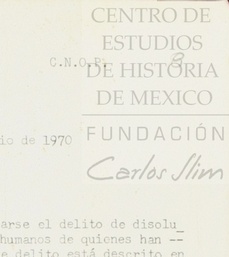 CENTRO DE
ESTUDIOS
C.N.O.P.
DE HISTORIA
8
DE MEXICO
io de 1970
FUNDACIÓN
Carlos Slim
arse el delito de disolu_
humanos de quienes han --
e delito está descrito en